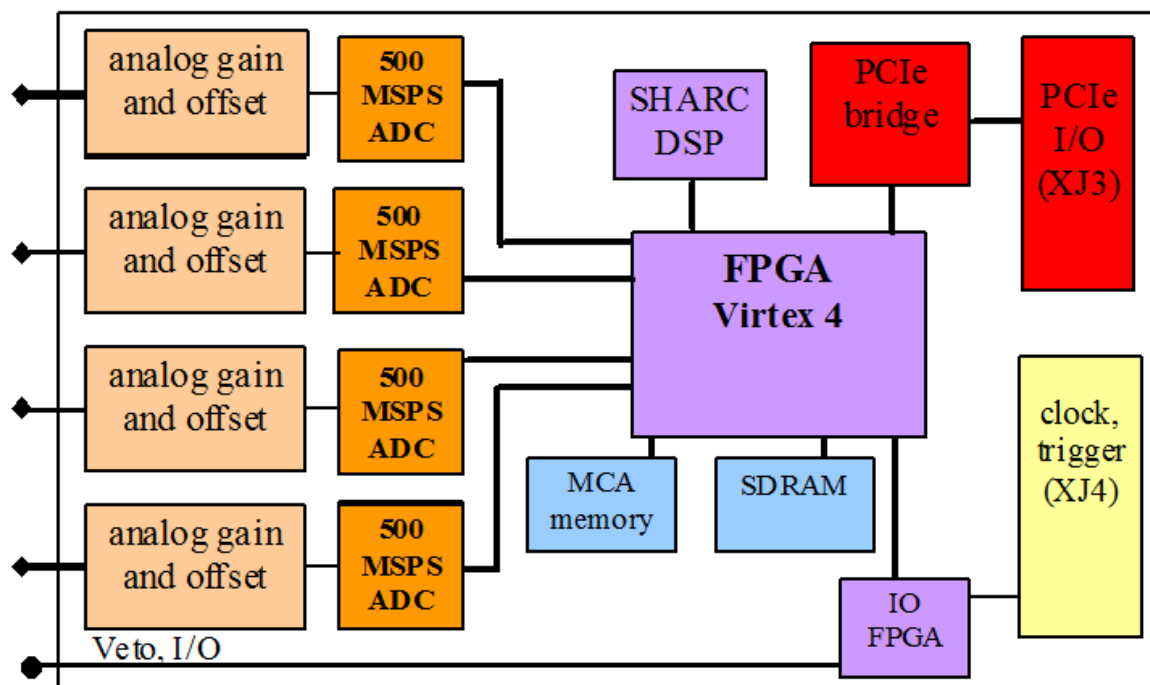 analog gain
and offset
500
MSPS
ADC
analog gain
and offset
500
MSPS
ADC
analog gain
and offset
500
MSPS
ADC
analog gain
and offset
500
MSPS
ADC
Veto, I/O
SHARC
DSP
FPGA
Virtex 4
MCA
memory
SDRAM
IO
FPGA
PCIe
bridge
PCIe
I/O
(XJ3)
clock,
trigger
(XJ4)